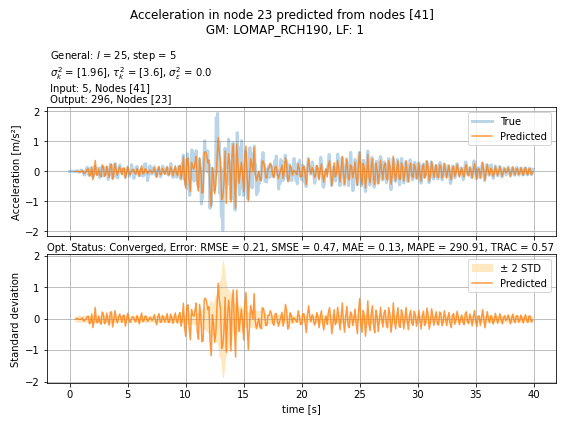 Acceleration in node 23 predicted from nodes [41]
GM: LOMAP_RCH190, LF: 1
General: l = 25, step = 5
σ²ₖ = [1.96], τ²ₖ = [3.6], σ²ε = 0.0
Input: 5, Nodes [41]
Output: 296, Nodes [23]
2
1
0
−1
−2
Acceleration [m/s²]
True
Predicted
Opt. Status: Converged, Error: RMSE = 0.21, SMSE = 0.47, MAE = 0.13, MAPE = 290.91, TRAC = 0.57
2
1
0
−1
−2
Standard deviation
± 2 STD
Predicted
0 5 10 15 20 25 30 35 40
time [s]